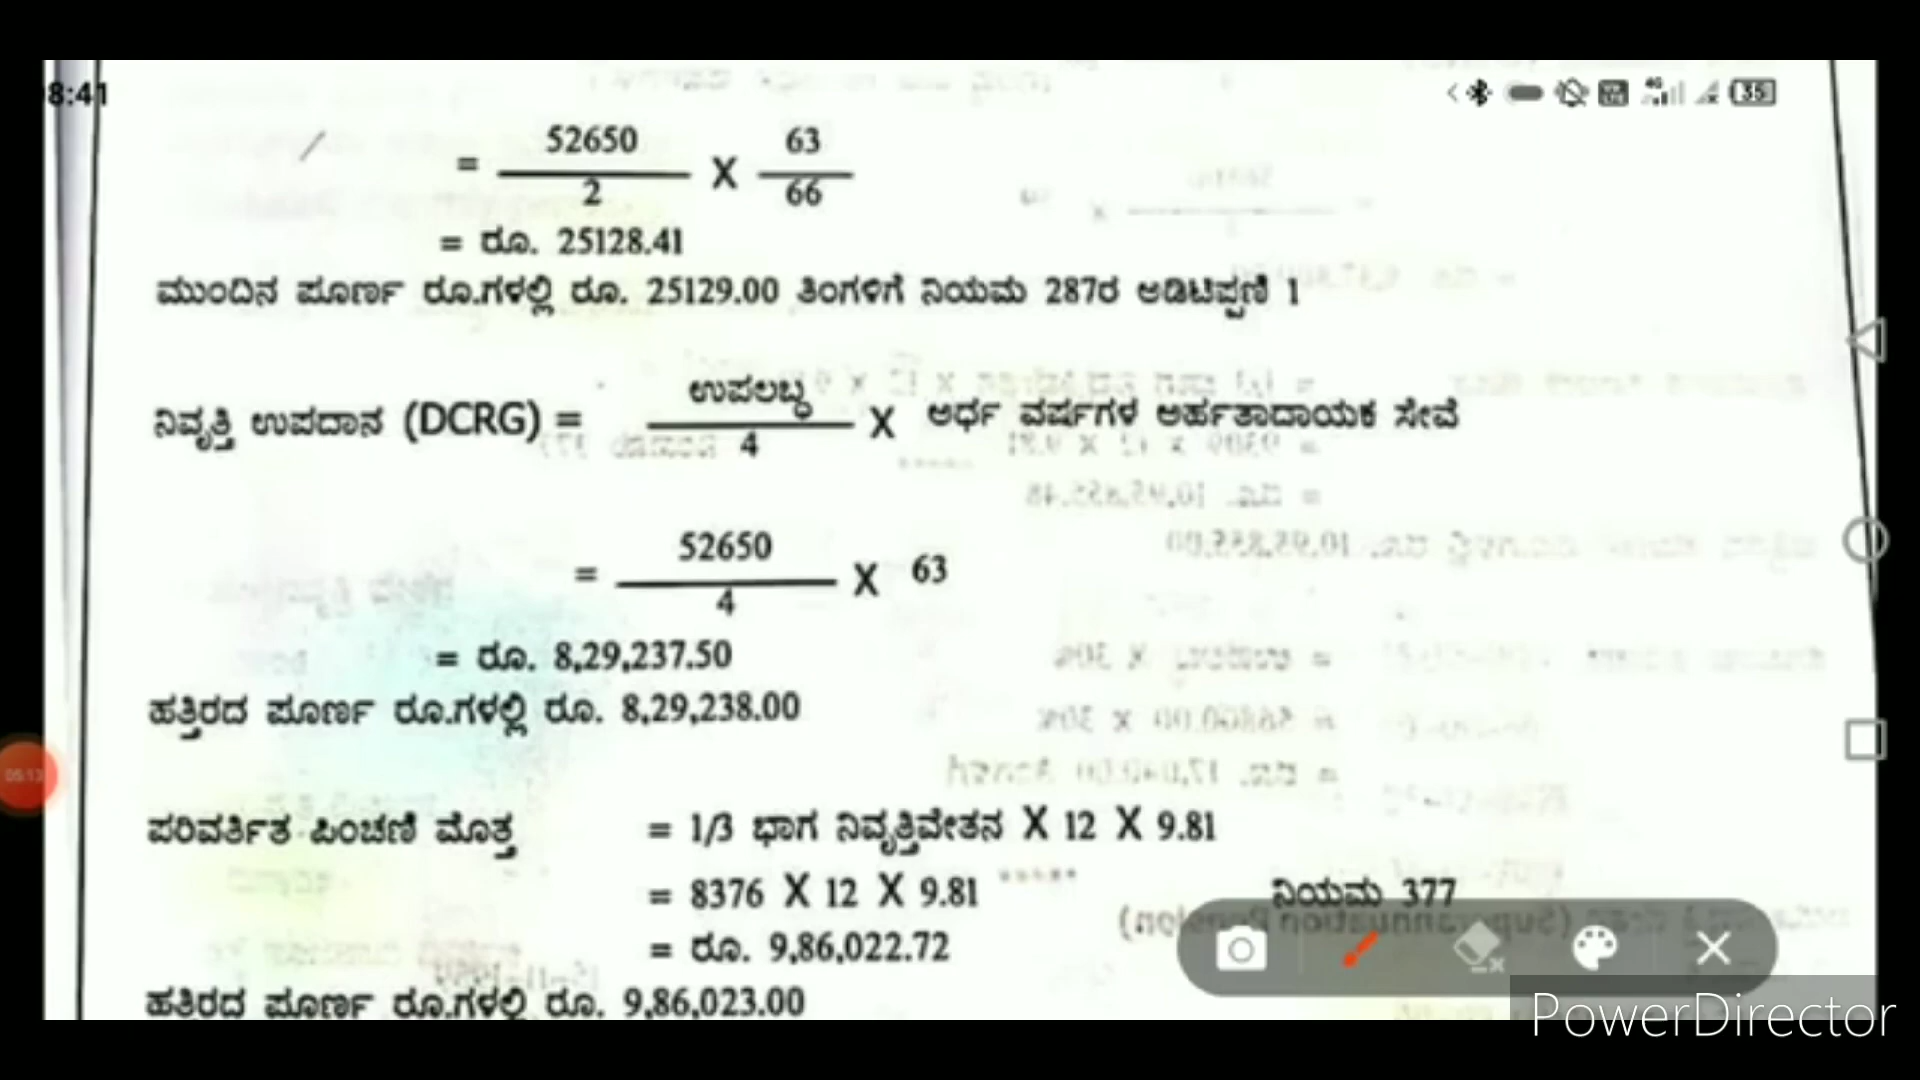 8:41
35
= 52650 / 2 X 63 / 66
= ರೂ. 25128.41
ಮುಂದಿನ ಪೂರ್ಣ ರೂ.ಗಳಲ್ಲಿ ರೂ. 25129.00 ತಿಂಗಳಿಗೆ ನಿಯಮ 287ರ ಅಡಿಟಿಪ್ಪಣಿ 1
ನಿವೃತ್ತಿ ಉಪದಾನ (DCRG) = ಉಪಲಬ್ಧ / 4 X ಅರ್ಧ ವರ್ಷಗಳ ಅರ್ಹತಾದಾಯಕ ಸೇವೆ
= 52650 / 4 X 63
= ರೂ. 8,29,237.50
ಹತ್ತಿರದ ಪೂರ್ಣ ರೂ.ಗಳಲ್ಲಿ ರೂ. 8,29,238.00
05:13
ಪರಿವರ್ತಿತ ಪಿಂಚಣಿ ಮೊತ್ತ = 1/3 ಭಾಗ ನಿವೃತ್ತಿವೇತನ X 12 X 9.81
= 8376 X 12 X 9.81 ನಿಯಮ 377
= ರೂ. 9,86,022.72
ಹತ್ತಿರದ ಪೂರ್ಣ ರೂ.ಗಳಲ್ಲಿ ರೂ. 9,86,023.00
PowerDirector